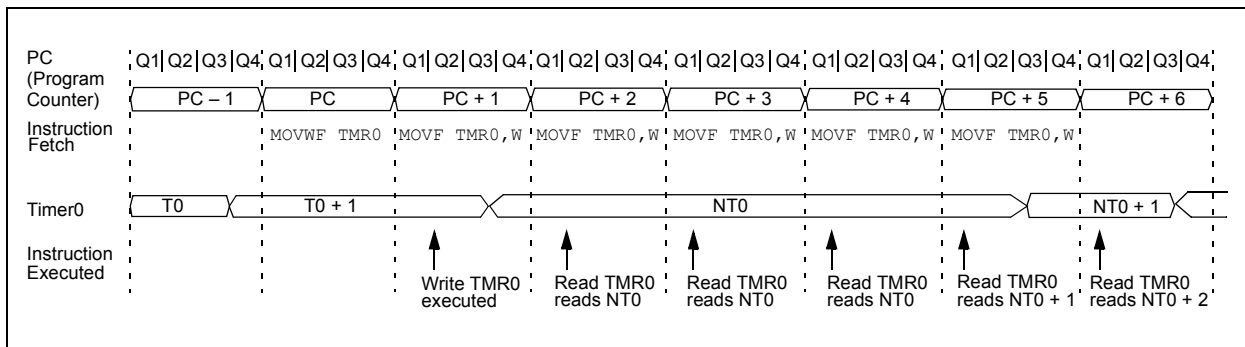 PC
(Program
Counter)
Q1 Q2 Q3 Q4 Q1 Q2 Q3 Q4 Q1 Q2 Q3 Q4 Q1 Q2 Q3 Q4 Q1 Q2 Q3 Q4 Q1 Q2 Q3 Q4 Q1 Q2 Q3 Q4 Q1 Q2 Q3 Q4
PC – 1 PC PC + 1 PC + 2 PC + 3 PC + 4 PC + 5 PC + 6
Instruction
Fetch
MOVWF TMR0 MOVF TMR0,W MOVF TMR0,W MOVF TMR0,W MOVF TMR0,W MOVF TMR0,W
Timer0
T0 T0 + 1 NT0 NT0 + 1
Instruction
Executed
Write TMR0
executed
Read TMR0
reads NT0
Read TMR0
reads NT0
Read TMR0
reads NT0
Read TMR0
reads NT0 + 1
Read TMR0
reads NT0 + 2